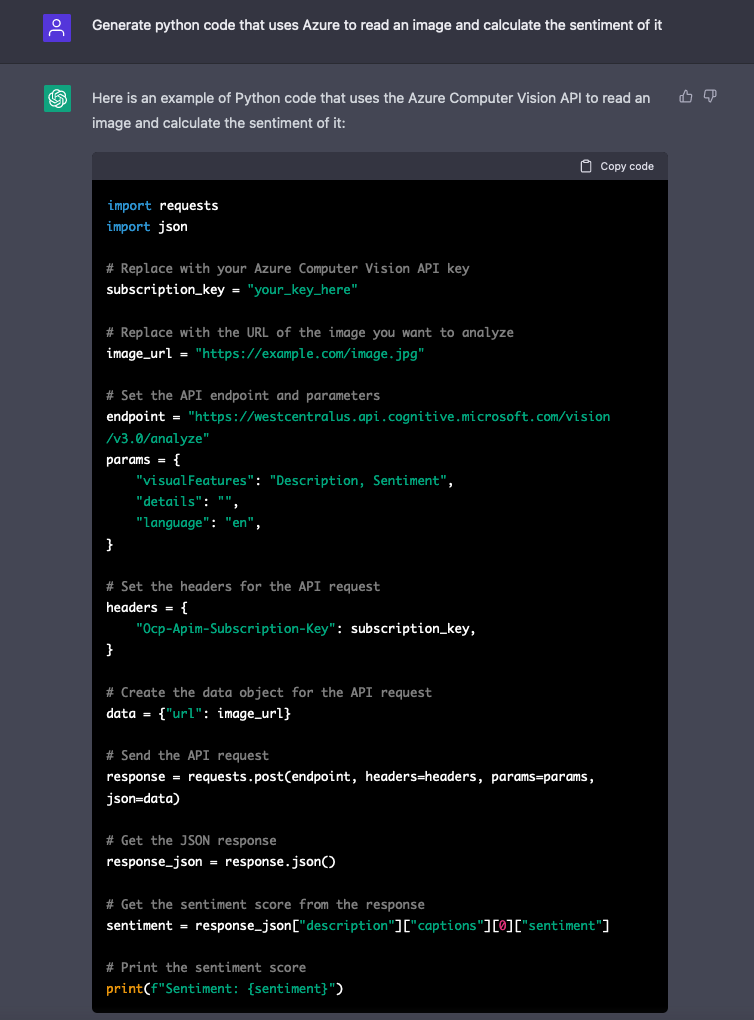 Generate python code that uses Azure to read an image and calculate the sentiment of it
Here is an example of Python code that uses the Azure Computer Vision API to read an
image and calculate the sentiment of it:
Copy code
import requests
import json
# Replace with your Azure Computer Vision API key
subscription_key = "your_key_here"
# Replace with the URL of the image you want to analyze
image_url = "https://example.com/image.jpg"
# Set the API endpoint and parameters
endpoint = "https://westcentralus.api.cognitive.microsoft.com/vision
/v3.0/analyze"
params = {
    "visualFeatures": "Description, Sentiment",
    "details": "",
    "language": "en",
}
# Set the headers for the API request
headers = {
    "Ocp-Apim-Subscription-Key": subscription_key,
}
# Create the data object for the API request
data = {"url": image_url}
# Send the API request
response = requests.post(endpoint, headers=headers, params=params,
json=data)
# Get the JSON response
response_json = response.json()
# Get the sentiment score from the response
sentiment = response_json["description"]["captions"][0]["sentiment"]
# Print the sentiment score
print(f"Sentiment: {sentiment}")